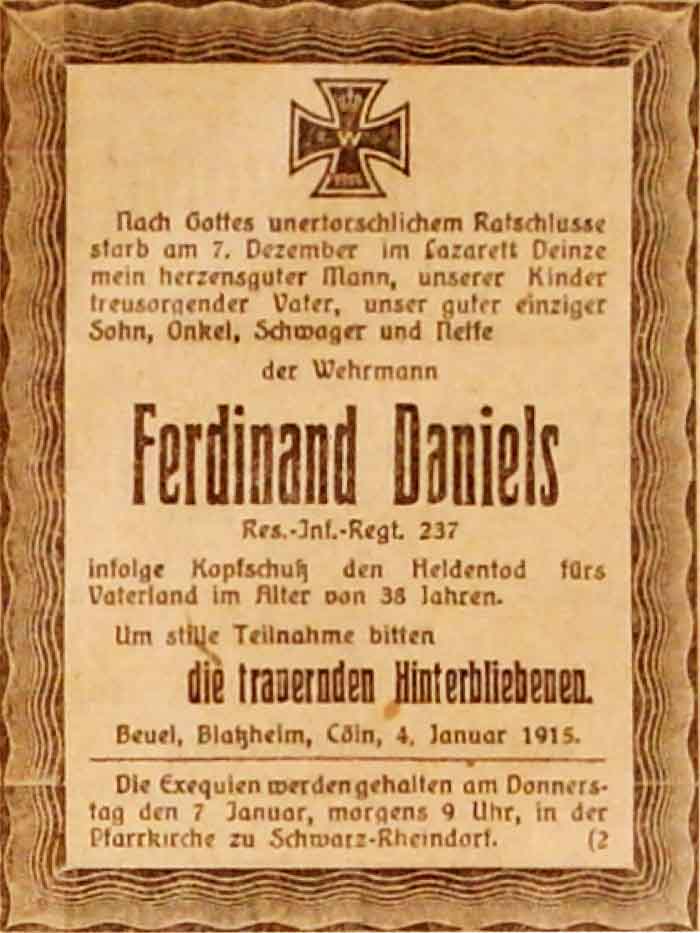 W
Nach Gottes unerforschlichem Ratschlusse
starb am 7. Dezember im Lazarett Deinze
mein herzensguter Mann, unserer Kinder
treusorgender Vater, unser guter einziger
Sohn, Onkel, Schwager und Neffe
der Wehrmann
Ferdinand Daniels
Res.-Inf.-Regt. 237
infolge Kopfschuß den Heldentod fürs
Vaterland im Alter von 38 Jahren.
Um stille Teilnahme bitten
die trauernden Hinterbliebenen.
Beuel, Blatzheim, Cöln, 4. Januar 1915.
Die Exequien werden gehalten am Donners-
tag den 7 Januar, morgens 9 Uhr, in der
Pfarrkirche zu Schwarz-Rheindorf. (2